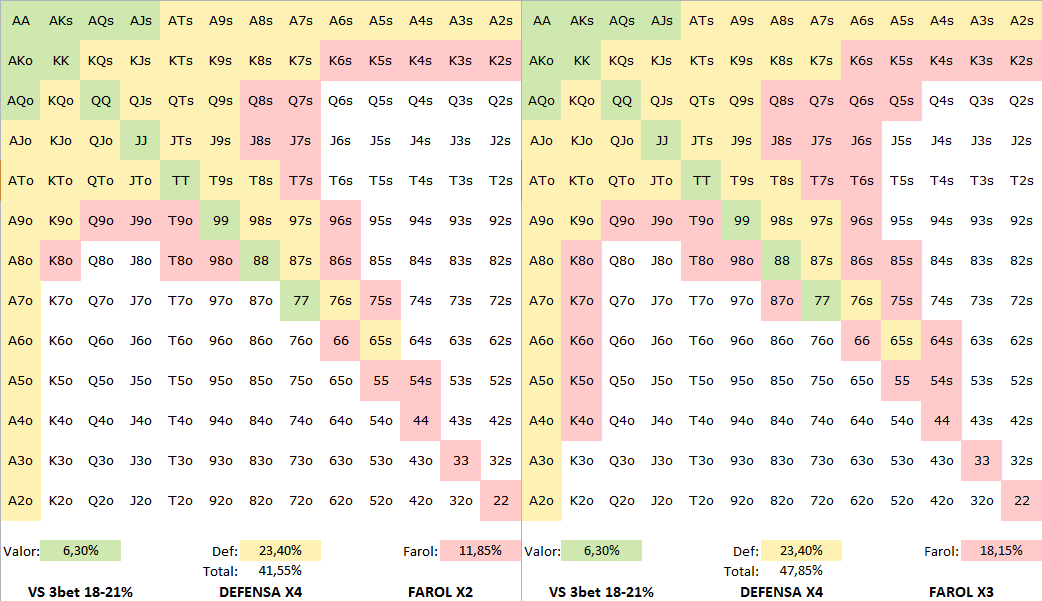 AA AKs AQs AJs ATs A9s A8s A7s A6s A5s A4s A3s A2s AA AKs AQs AJs ATs A9s A8s A7s A6s A5s A4s A3s A2s
AKo KK KQs KJs KTs K9s K8s K7s K6s K5s K4s K3s K2s AKo KK KQs KJs KTs K9s K8s K7s K6s K5s K4s K3s K2s
AQo KQo QQ QJs QTs Q9s Q8s Q7s Q6s Q5s Q4s Q3s Q2s AQo KQo QQ QJs QTs Q9s Q8s Q7s Q6s Q5s Q4s Q3s Q2s
AJo KJo QJo JJ JTs J9s J8s J7s J6s J5s J4s J3s J2s AJo KJo QJo JJ JTs J9s J8s J7s J6s J5s J4s J3s J2s
ATo KTo QTo JTo TT T9s T8s T7s T6s T5s T4s T3s T2s ATo KTo QTo JTo TT T9s T8s T7s T6s T5s T4s T3s T2s
A9o K9o Q9o J9o T9o 99 98s 97s 96s 95s 94s 93s 92s A9o K9o Q9o J9o T9o 99 98s 97s 96s 95s 94s 93s 92s
A8o K8o Q8o J8o T8o 98o 88 87s 86s 85s 84s 83s 82s A8o K8o Q8o J8o T8o 98o 88 87s 86s 85s 84s 83s 82s
A7o K7o Q7o J7o T7o 97o 87o 77 76s 75s 74s 73s 72s A7o K7o Q7o J7o T7o 97o 87o 77 76s 75s 74s 73s 72s
A6o K6o Q6o J6o T6o 96o 86o 76o 66 65s 64s 63s 62s A6o K6o Q6o J6o T6o 96o 86o 76o 66 65s 64s 63s 62s
A5o K5o Q5o J5o T5o 95o 85o 75o 65o 55 54s 53s 52s A5o K5o Q5o J5o T5o 95o 85o 75o 65o 55 54s 53s 52s
A4o K4o Q4o J4o T4o 94o 84o 74o 64o 54o 44 43s 42s A4o K4o Q4o J4o T4o 94o 84o 74o 64o 54o 44 43s 42s
A3o K3o Q3o J3o T3o 93o 83o 73o 63o 53o 43o 33 32s A3o K3o Q3o J3o T3o 93o 83o 73o 63o 53o 43o 33 32s
A2o K2o Q2o J2o T2o 92o 82o 72o 62o 52o 42o 32o 22 A2o K2o Q2o J2o T2o 92o 82o 72o 62o 52o 42o 32o 22
Valor: 6,30% Def: 23,40% Farol: 11,85% Valor: 6,30% Def: 23,40% Farol: 18,15%
Total: 41,55% Total: 47,85%
VS 3bet 18-21% DEFENSA X4 FAROL X2 VS 3bet 18-21% DEFENSA X4 FAROL X3